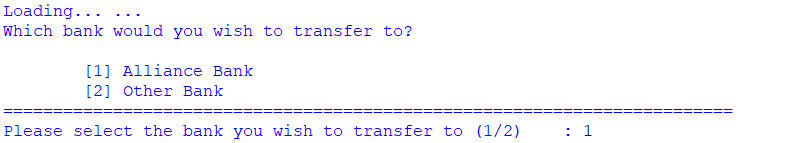 Loading... ...
Which bank would you wish to transfer to?
[1] Alliance Bank
[2] Other Bank
=========================================================================
Please select the bank you wish to transfer to (1/2)    : 1